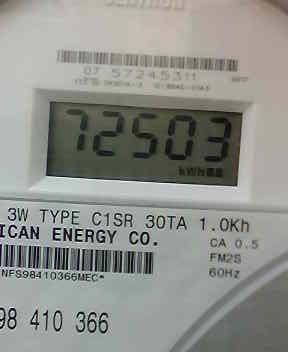 07 57245311
72503
kWh
3W TYPE C1SR 30TA 1.0Kh
ICAN ENERGY CO.
CA 0.5
FM2S
NFS98410366MEC*
60Hz
98 410 366